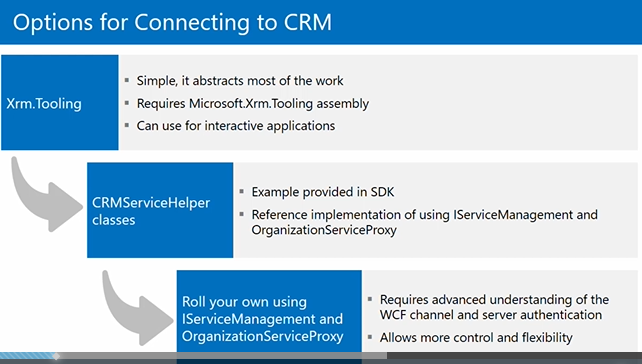 Options for Connecting to CRM
Xrm.Tooling
▪ Simple, it abstracts most of the work
▪ Requires Microsoft.Xrm.Tooling assembly
▪ Can use for interactive applications
CRMServiceHelper
classes
▪ Example provided in SDK
▪ Reference implementation of using IServiceManagement and
OrganizationServiceProxy
Roll your own using
IServiceManagement and
OrganizationServiceProxy
▪ Requires advanced understanding of the
WCF channel and server authentication
▪ Allows more control and flexibility